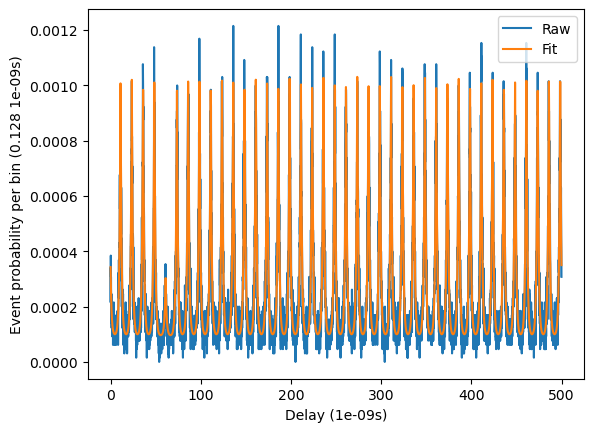 Event probability per bin (0.128 1e-09s)
0.0012
0.0010
0.0008
0.0006
0.0004
0.0002
0.0000
Raw
Fit
0 100 200 300 400 500
Delay (1e-09s)